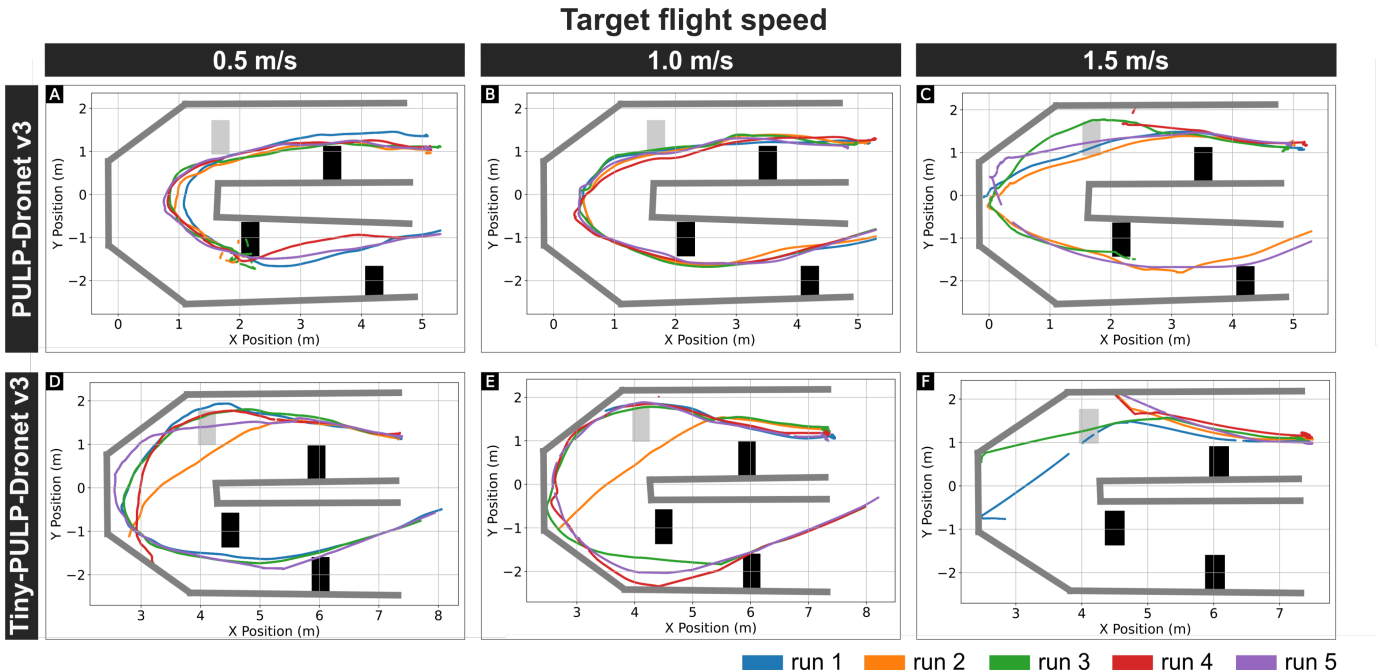 Target flight speed
0.5 m/s 1.0 m/s 1.5 m/s
PULP-Dronet v3
A
2
1
0
−1
−2
Y Position (m)
0 1 2 3 4 5
X Position (m)
B
2
1
0
−1
−2
Y Position (m)
0 1 2 3 4 5
X Position (m)
C
2
1
0
−1
−2
Y Position (m)
0 1 2 3 4 5
X Position (m)
Tiny-PULP-Dronet v3
D
2
1
0
−1
−2
Y Position (m)
3 4 5 6 7 8
X Position (m)
E
2
1
0
−1
−2
Y Position (m)
3 4 5 6 7 8
X Position (m)
F
2
1
0
−1
−2
Y Position (m)
3 4 5 6 7
X Position (m)
run 1 run 2 run 3 run 4 run 5